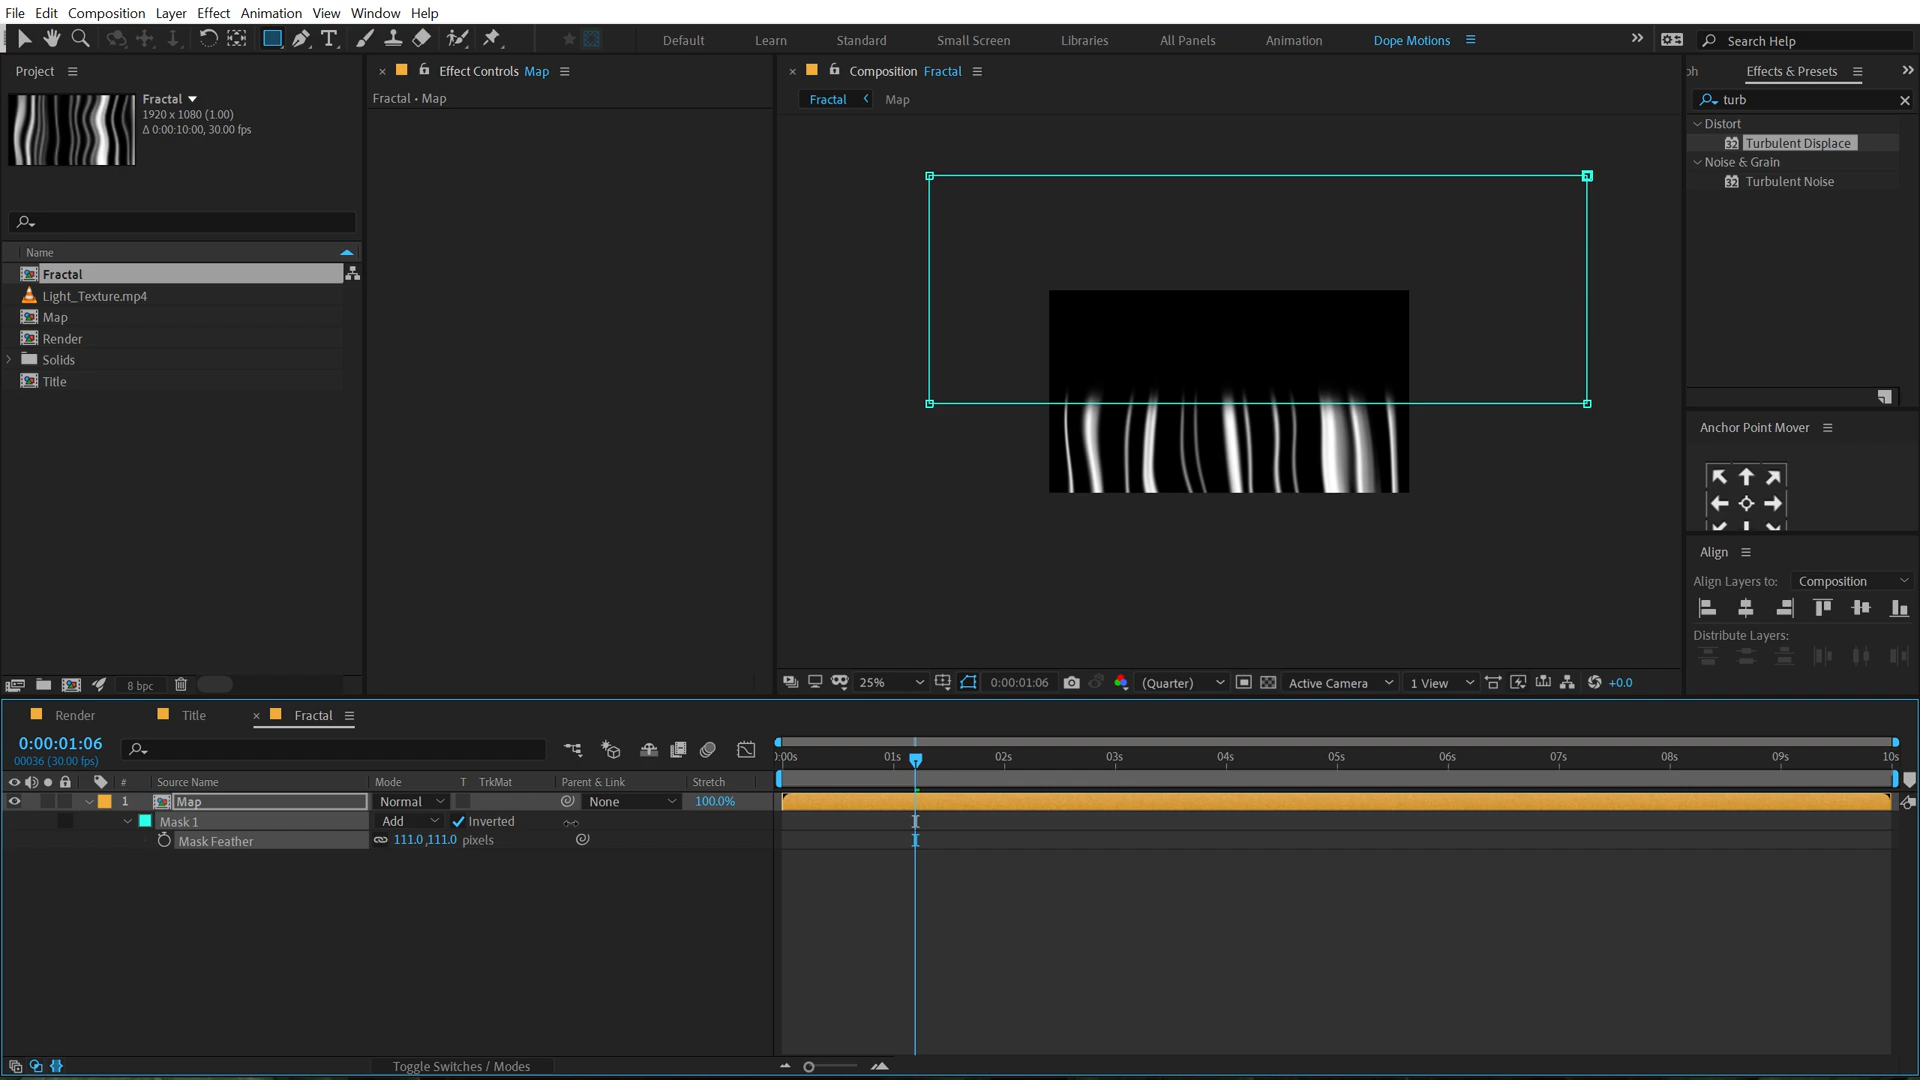 File Edit Composition Layer Effect Animation View Window Help
Default Learn Standard Small Screen Libraries All Panels Animation Dope Motions Search Help
Project
Fractal
1920 x 1080 (1.00)
Δ 0:00:10:00, 30.00 fps
Name
Fractal
Light_Texture.mp4
Map
Render
Solids
Title
8 bpc
Effect Controls Map
Fractal • Map
Composition Fractal
Fractal Map
25% 0:00:01:06 (Quarter) Active Camera 1 View +0.0
ph Effects & Presets
turb
Distort
32 Turbulent Displace
Noise & Grain
32 Turbulent Noise
Anchor Point Mover
Align
Align Layers to: Composition
Distribute Layers:
Render Title Fractal
0:00:01:06
00036 (30.00 fps)
# Source Name Mode T TrkMat Parent & Link Stretch
1 Map Normal None 100.0%
Mask 1 Add Inverted
Mask Feather 111.0,111.0 pixels
:00s 01s 02s 03s 04s 05s 06s 07s 08s 09s 10s
Toggle Switches / Modes